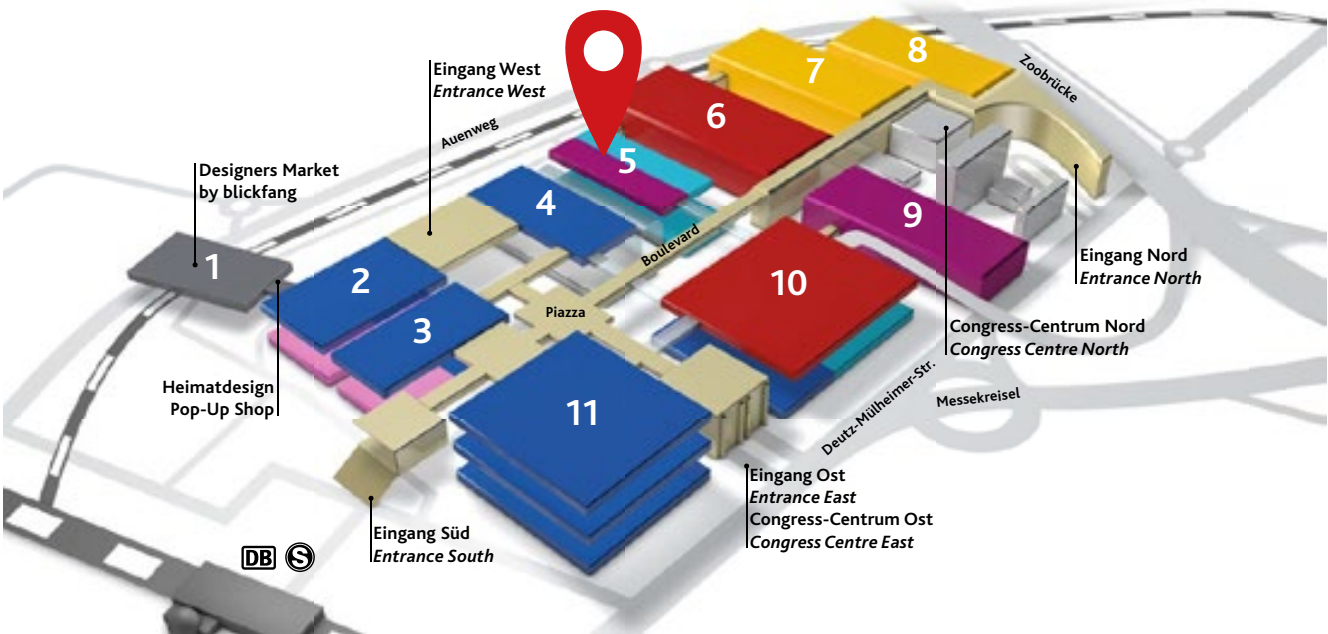 8
Zoobrücke
7
Eingang West
Entrance West
6
Auenweg
5
Designers Market
by blickfang
4
9
Boulevard
1
2
10
Eingang Nord
Entrance North
Piazza
3
Congress-Centrum Nord
Congress Centre North
Heimatdesign
Pop-Up Shop
Messekreisel
Deutz-Mülheimer-Str.
11
Eingang Ost
Entrance East
Congress-Centrum Ost
Congress Centre East
Eingang Süd
Entrance South
DB S